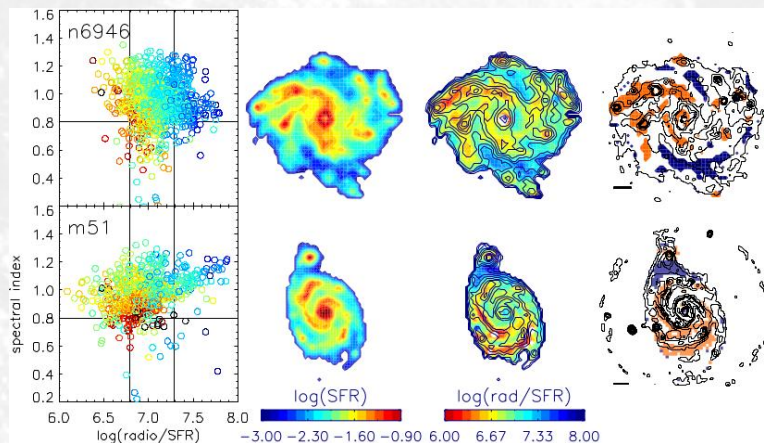 n6946
1.6
1.4
1.2
1.0
0.8
0.6
0.4
m51
1.6
1.4
1.2
1.0
0.8
0.6
0.4
0.2
spectral index
6.0 6.5 7.0 7.5 8.0
log(radio/SFR)
log(SFR)
−3.00 −2.30 −1.60 −0.90
log(rad/SFR)
6.00 6.67 7.33 8.00